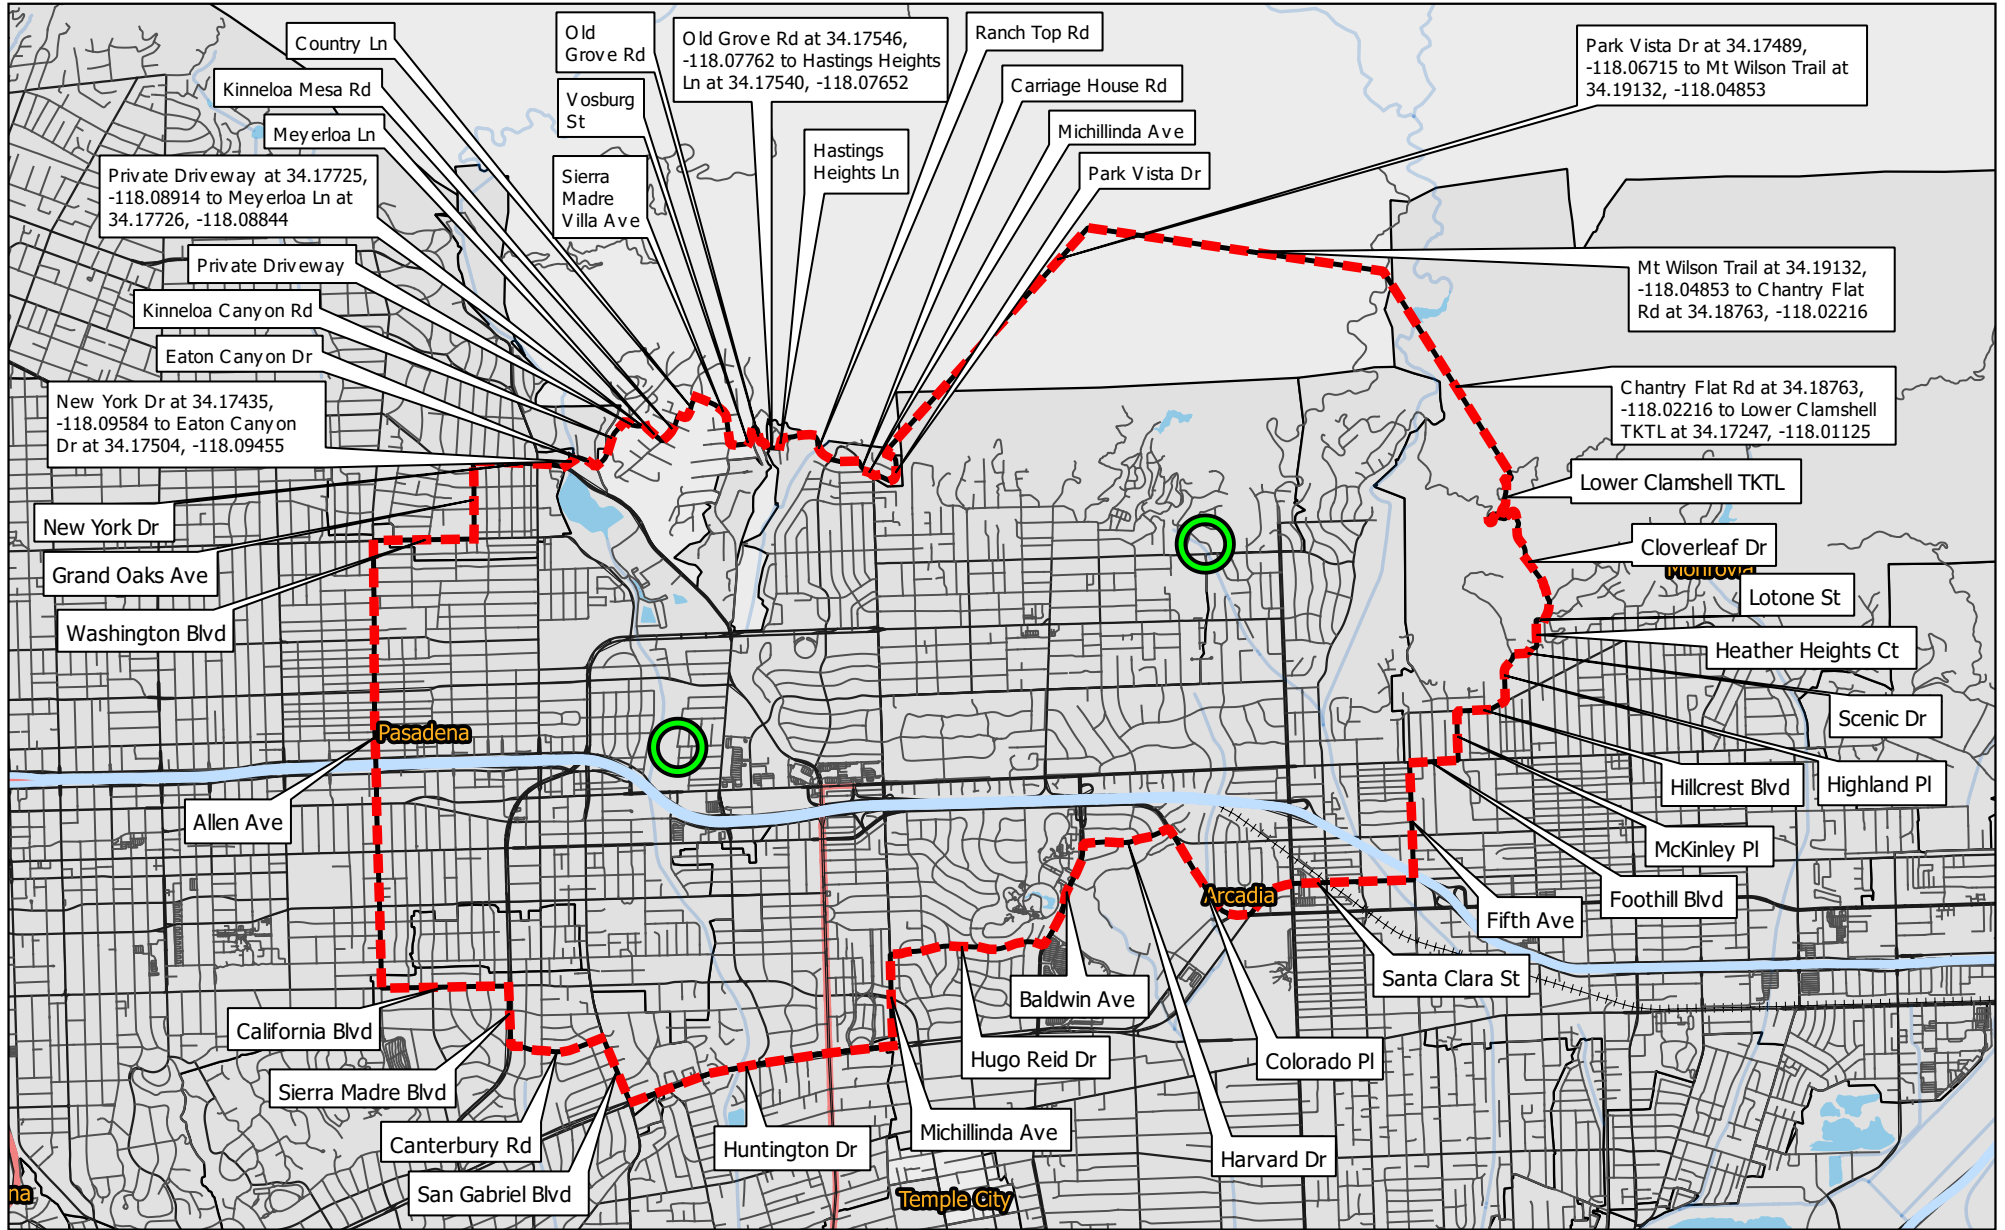 Country Ln
Kinneloa Mesa Rd
Meyerloa Ln
Private Driveway at 34.17725,
-118.08914 to Meyerloa Ln at
34.17726, -118.08844
Private Driveway
Kinneloa Canyon Rd
Eaton Canyon Dr
New York Dr at 34.17435,
-118.09584 to Eaton Canyon
Dr at 34.17504, -118.09455
New York Dr
Grand Oaks Ave
Washington Blvd
Old
Grove Rd
Vosburg
St
Sierra
Madre
Villa Ave
Old Grove Rd at 34.17546,
-118.07762 to Hastings Heights
Ln at 34.17540, -118.07652
Hastings
Heights Ln
Ranch Top Rd
Carriage House Rd
Michillinda Ave
Park Vista Dr
Park Vista Dr at 34.17489,
-118.06715 to Mt Wilson Trail at
34.19132, -118.04853
Mt Wilson Trail at 34.19132,
-118.04853 to Chantry Flat
Rd at 34.18763, -118.02216
Chantry Flat Rd at 34.18763,
-118.02216 to Lower Clamshell
TKTL at 34.17247, -118.01125
Lower Clamshell TKTL
Cloverleaf Dr
Monrovia
Lotone St
Heather Heights Ct
Scenic Dr
Highland Pl
Hillcrest Blvd
McKinley Pl
Foothill Blvd
Fifth Ave
Santa Clara St
Arcadia
Colorado Pl
Harvard Dr
Baldwin Ave
Hugo Reid Dr
Michillinda Ave
Huntington Dr
San Gabriel Blvd
Canterbury Rd
Sierra Madre Blvd
California Blvd
Allen Ave
Pasadena
Temple City
na